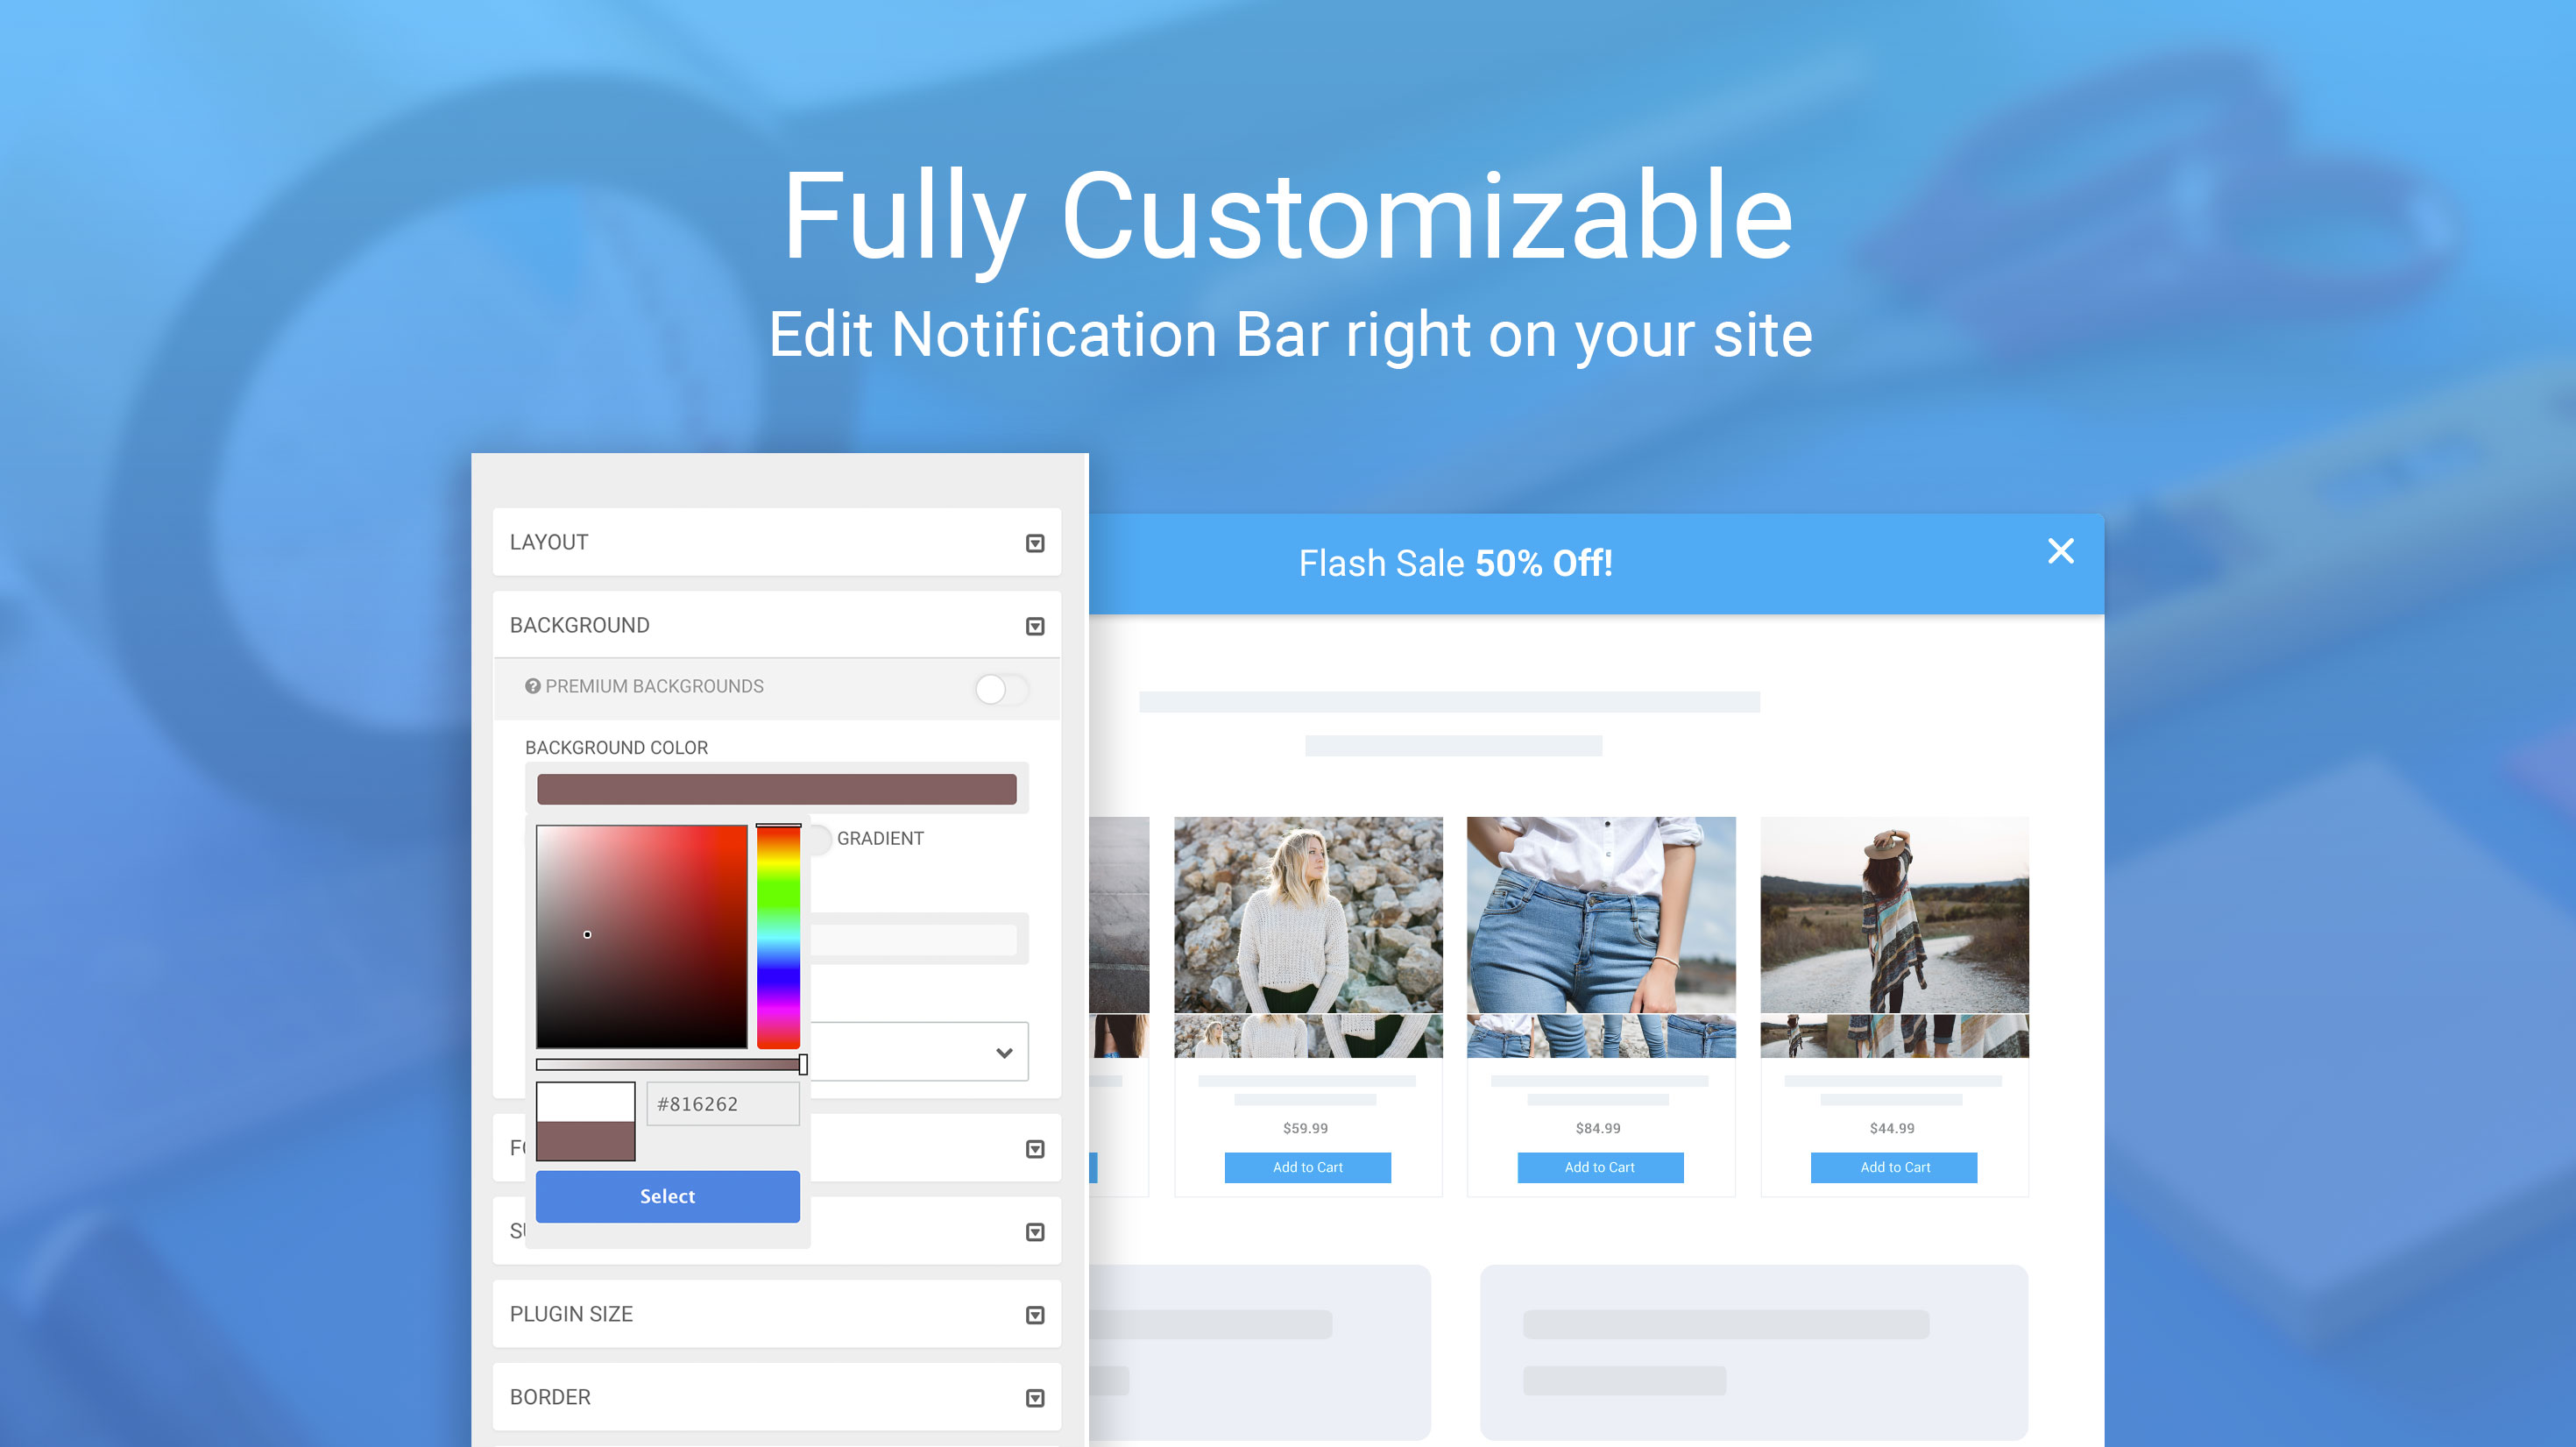 Fully Customizable
Edit Notification Bar right on your site
LAYOUT
BACKGROUND
PREMIUM BACKGROUNDS
BACKGROUND COLOR
GRADIENT
#816262
Select
PLUGIN SIZE
BORDER
Flash Sale 50% Off!
$59.99
$84.99
$44.99
Add to Cart
Add to Cart
Add to Cart